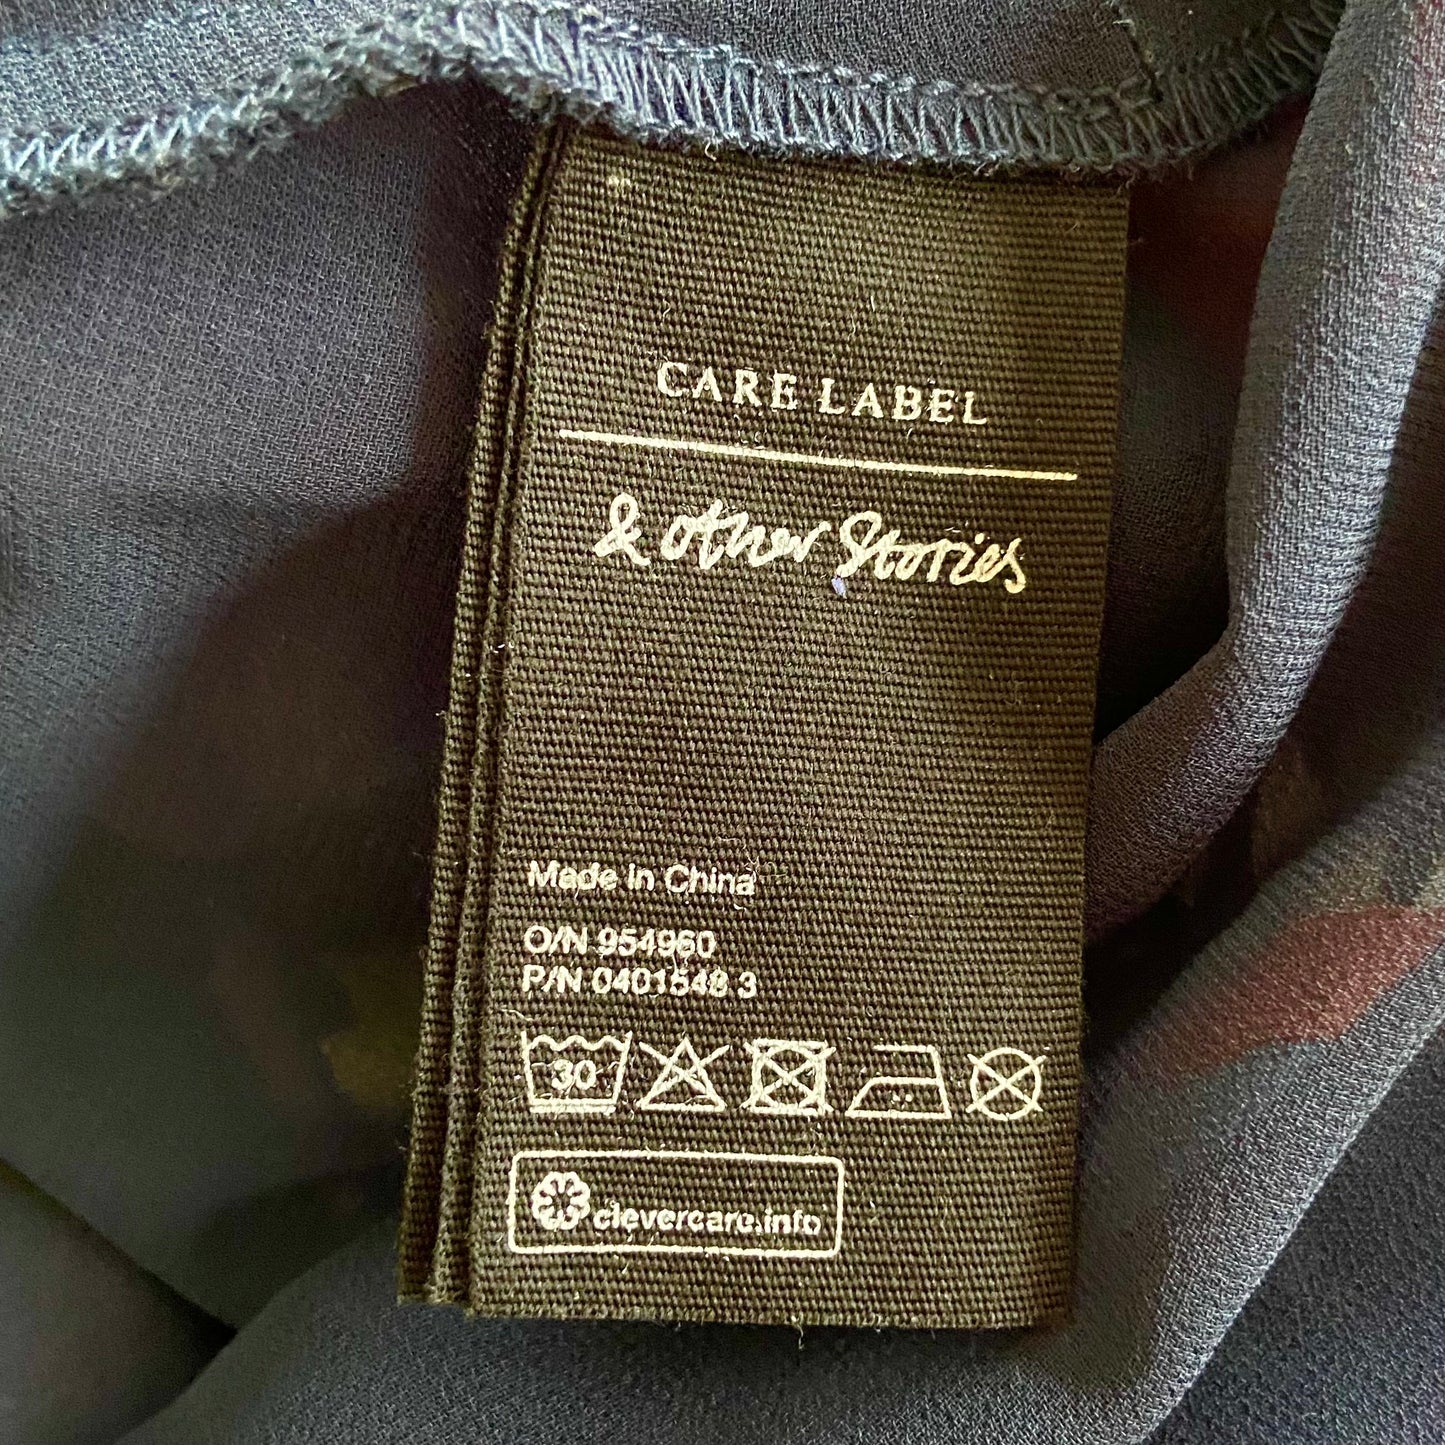 CARE LABEL
& other Stories
Made in China
O/N 954960
P/N 0401548 3
30
clevercare.info